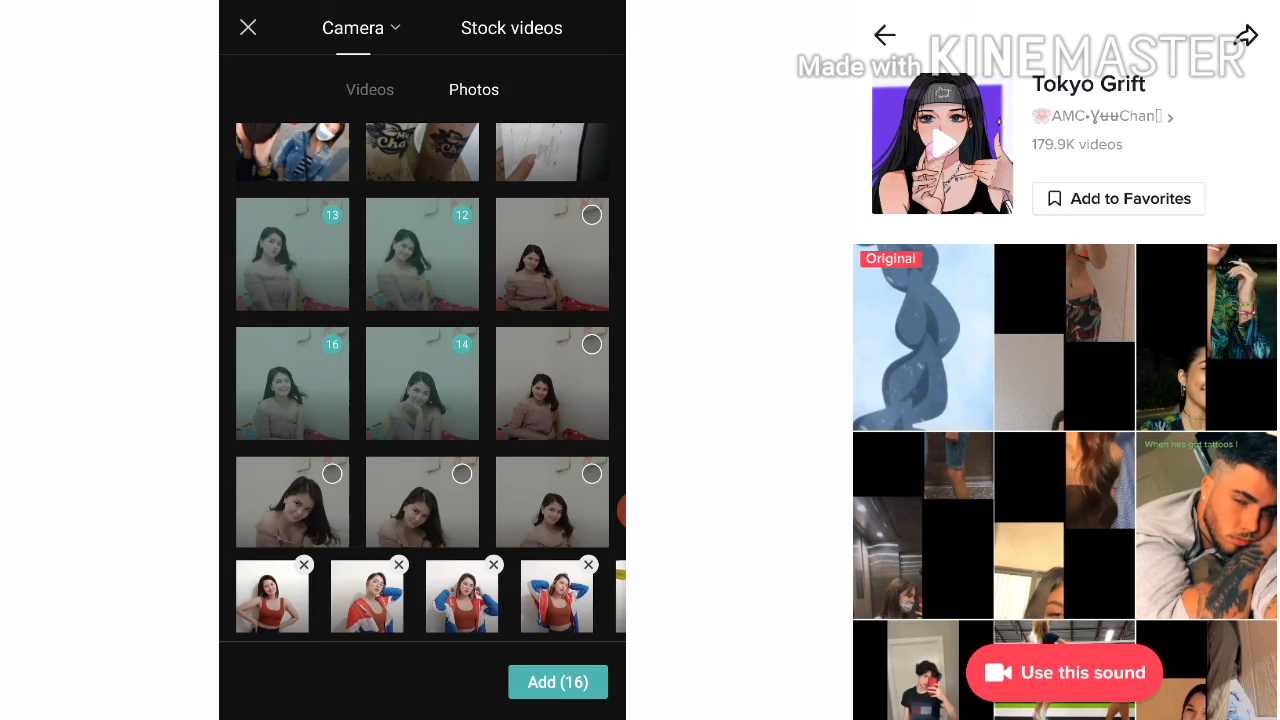 Camera
Stock videos
Videos
Photos
13
12
16
14
Add (16)
Made with KINEMASTER
Tokyo Grift
🌸AMC•ƔʉʉChan
179.9K videos
Add to Favorites
Original
When hes got tattoos !
Use this sound